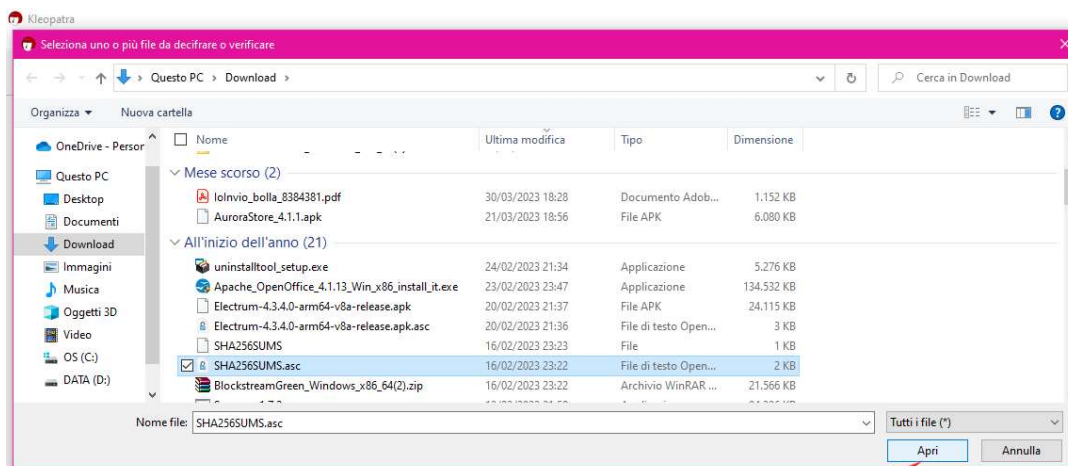 Kleopatra
Seleziona uno o più file da decifrare o verificare
Questo PC > Download >
Cerca in Download
Organizza
Nuova cartella
Nome
Ultima modifica
Tipo
Dimensione
OneDrive - Person
Questo PC
Desktop
Documenti
Download
Immagini
Musica
Oggetti 3D
Video
OS (C:)
DATA (D:)
Mese scorso (2)
IoInvio_bolla_8384381.pdf 30/03/2023 18:28 Documento Adob... 1.152 KB
AuroraStore_4.1.1.apk 21/03/2023 18:56 File APK 6.080 KB
All'inizio dell'anno (21)
uninstalltool_setup.exe 24/02/2023 21:34 Applicazione 5.276 KB
Apache_OpenOffice_4.1.13_Win_x86_install_it.exe 23/02/2023 23:47 Applicazione 134.532 KB
Electrum-4.3.4.0-arm64-v8a-release.apk 20/02/2023 21:37 File APK 24.115 KB
Electrum-4.3.4.0-arm64-v8a-release.apk.asc 20/02/2023 21:36 File di testo Open... 3 KB
SHA256SUMS 16/02/2023 23:23 File 1 KB
SHA256SUMS.asc 16/02/2023 23:22 File di testo Open... 2 KB
BlockstreamGreen_Windows_x86_64(2).zip 16/02/2023 23:22 Archivio WinRAR ... 21.566 KB
Nome file: SHA256SUMS.asc
Tutti i file (*)
Apri
Annulla